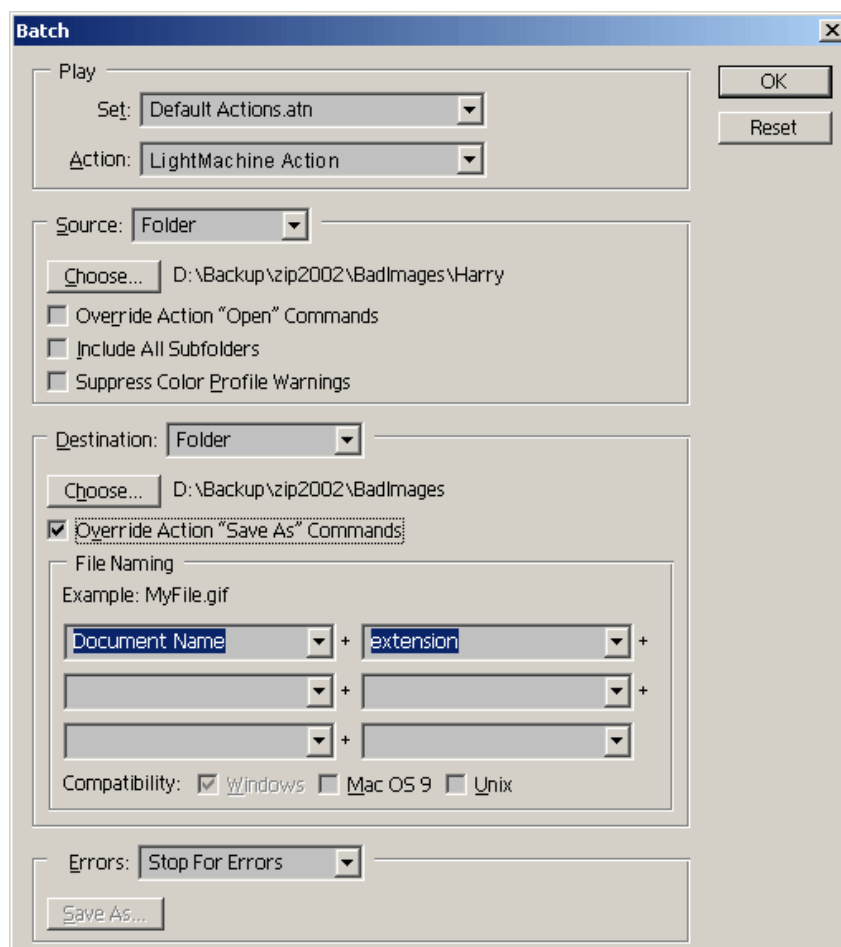 Batch
Play
Set: Default Actions.atn
Action: LightMachine Action
OK
Reset
Source: Folder
Choose... D:\Backup\zip2002\BadImages\Harry
Override Action “Open” Commands
Include All Subfolders
Suppress Color Profile Warnings
Destination: Folder
Choose... D:\Backup\zip2002\BadImages
Override Action “Save As” Commands
File Naming
Example: MyFile.gif
Document Name + extension +
+ +
+
Compatibility: Windows Mac OS 9 Unix
Errors: Stop For Errors
Save As...